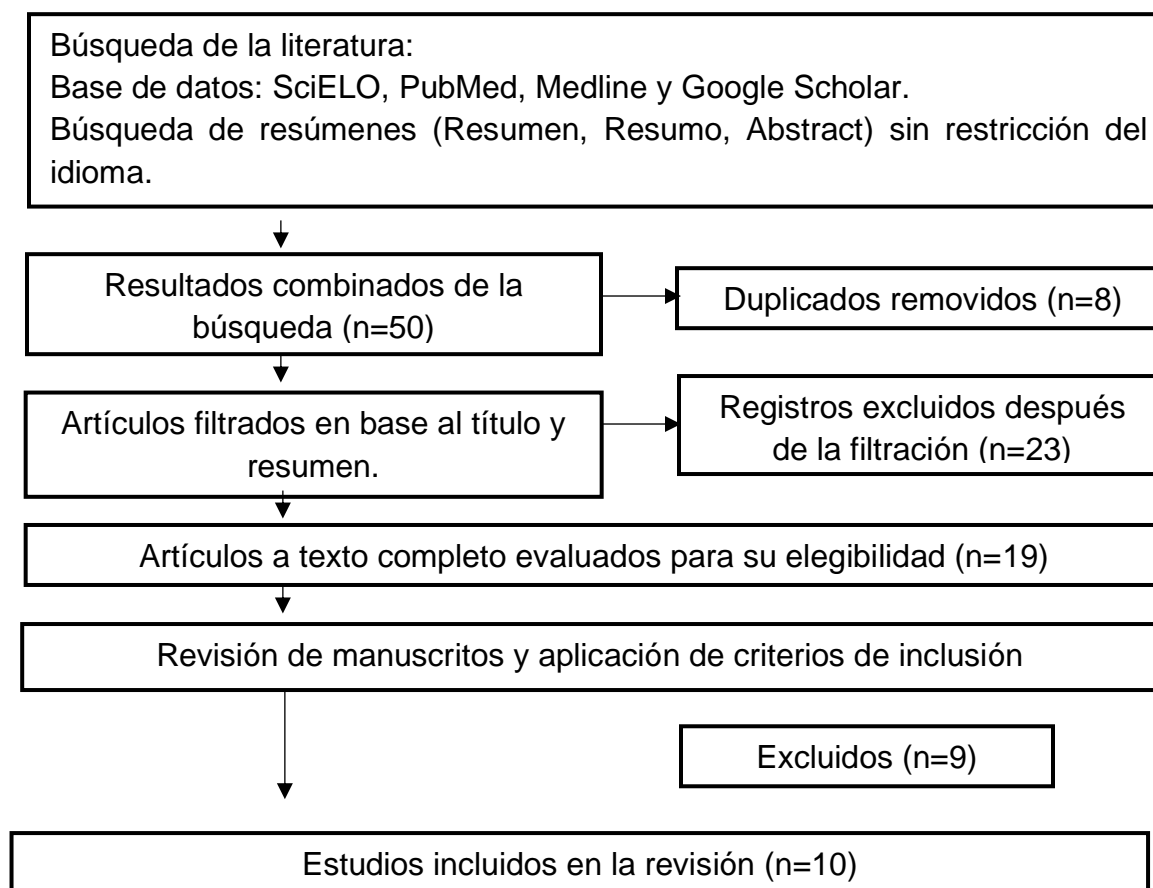 Búsqueda de la literatura:
Base de datos: SciELO, PubMed, Medline y Google Scholar.
Búsqueda de resúmenes (Resumen, Resumo, Abstract) sin restricción del
idioma.
Resultados combinados de la
búsqueda (n=50)
Duplicados removidos (n=8)
Artículos filtrados en base al título y
resumen.
Registros excluidos después
de la filtración (n=23)
Artículos a texto completo evaluados para su elegibilidad (n=19)
Revisión de manuscritos y aplicación de criterios de inclusión
Excluidos (n=9)
Estudios incluidos en la revisión (n=10)